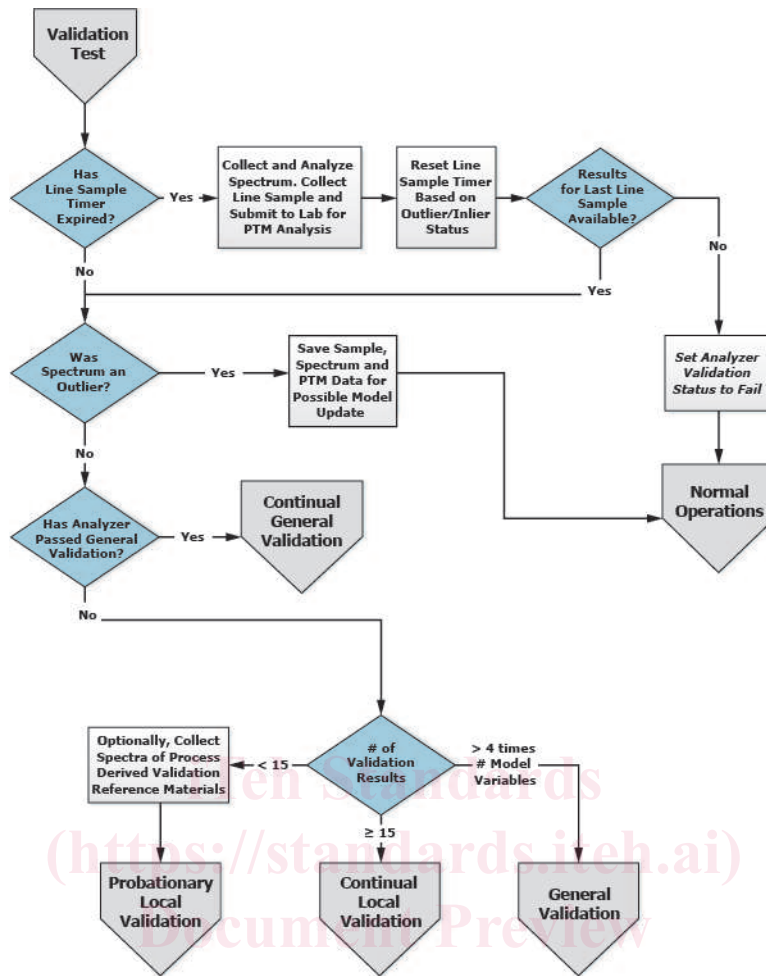 Validation
Test
Has
Line Sample
Timer
Expired?
Yes
Collect and Analyze
Spectrum. Collect
Line Sample and
Submit to Lab for
PTM Analysis
Reset Line
Sample Timer
Based on
Outlier/Inlier
Status
Results
for Last Line
Sample
Available?
No
No
Yes
Was
Spectrum an
Outlier?
Yes
Save Sample,
Spectrum and
PTM Data for
Possible Model
Update
Set Analyzer
Validation
Status to Fail
No
Has Analyzer
Passed General
Validation?
Yes
Continual
General
Validation
Normal
Operations
No
Optionally, Collect
Spectra of Process
Derived Validation
Reference Materials
< 15
# of
Validation
Results
> 4 times
# Model
Variables
≥ 15
Probationary
Local
Validation
Continual
Local
Validation
General
Validation
iTeh Standards
(https://standards.iteh.ai)
Document Preview